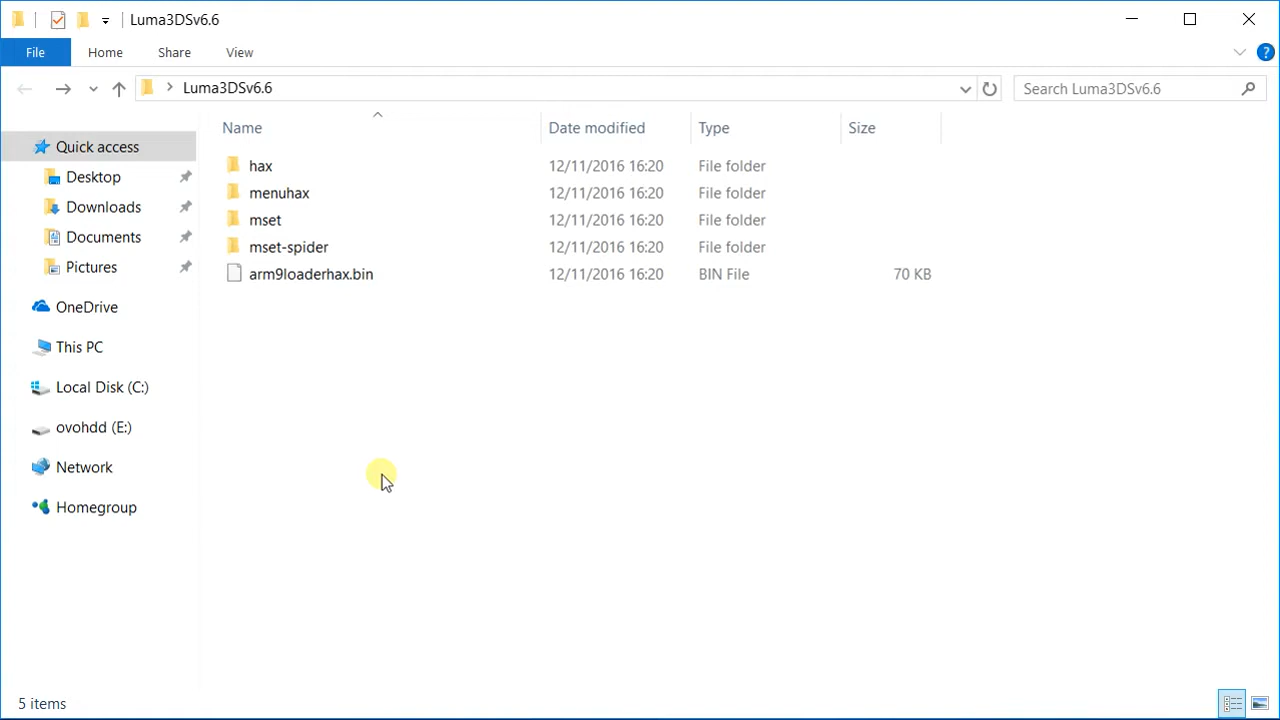 Luma3DSv6.6
File Home Share View
Luma3DSv6.6 Search Luma3DSv6.6
Name Date modified Type Size
Quick access
Desktop
Downloads
Documents
Pictures
OneDrive
This PC
Local Disk (C:)
ovohdd (E:)
Network
Homegroup
hax 12/11/2016 16:20 File folder
menuhax 12/11/2016 16:20 File folder
mset 12/11/2016 16:20 File folder
mset-spider 12/11/2016 16:20 File folder
arm9loaderhax.bin 12/11/2016 16:20 BIN File 70 KB
5 items